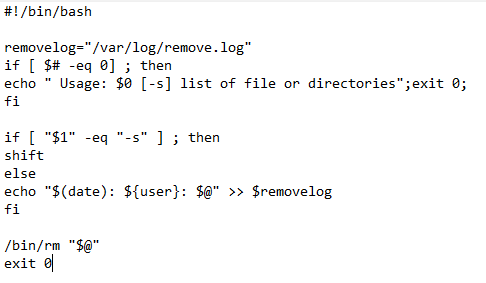 #!/bin/bash
removelog="/var/log/remove.log"
if [ $# -eq 0] ; then
echo " Usage: $0 [-s] list of file or directories";exit 0;
fi
if [ "$1" -eq "-s" ] ; then
shift
else
echo "$(date): ${user}: $@" >> $removelog
fi
/bin/rm "$@"
exit 0